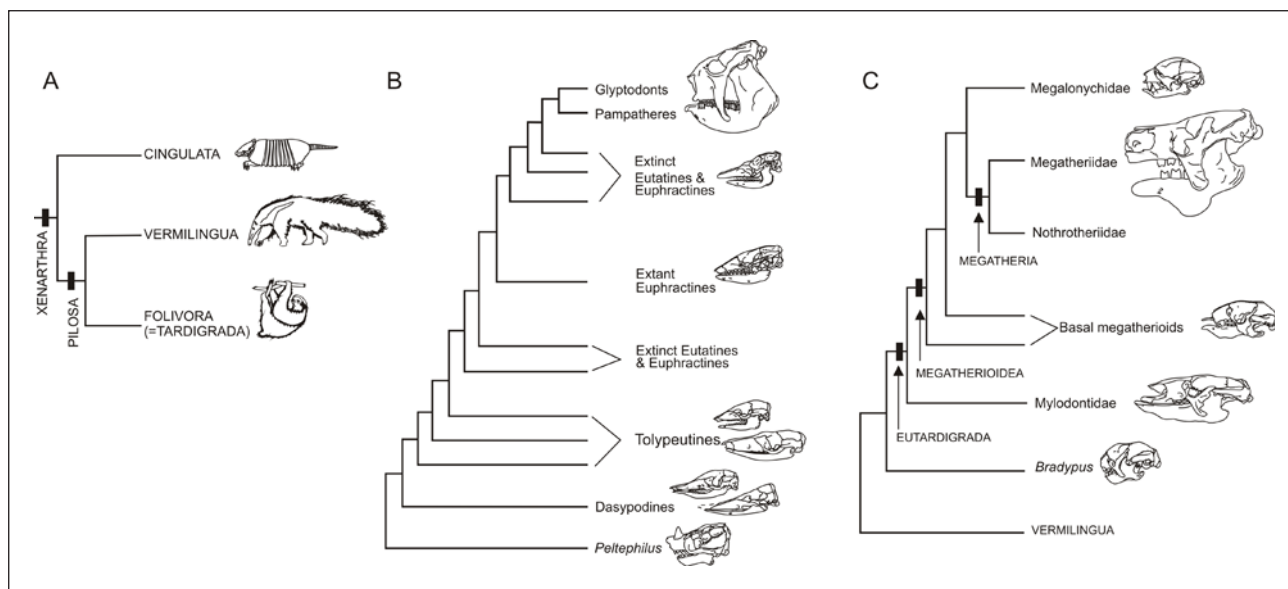 A
CINGULATA
VERMILINGUA
FOLIVORA
(=TARDIGRADA)
XENARTHRA
PILOSA
B
Glyptodonts
Pampatheres
Extinct
Eutatines &
Euphractines
Extant
Euphractines
Extinct Eutatines
& Euphractines
Tolypeutines
Dasypodines
Peltephilus
C
Megalonychidae
Megatheriidae
Nothrotheriidae
MEGATHERIA
Basal megatherioids
MEGATHERIOIDEA
Mylodontidae
EUTARDIGRADA
Bradypus
VERMILINGUA